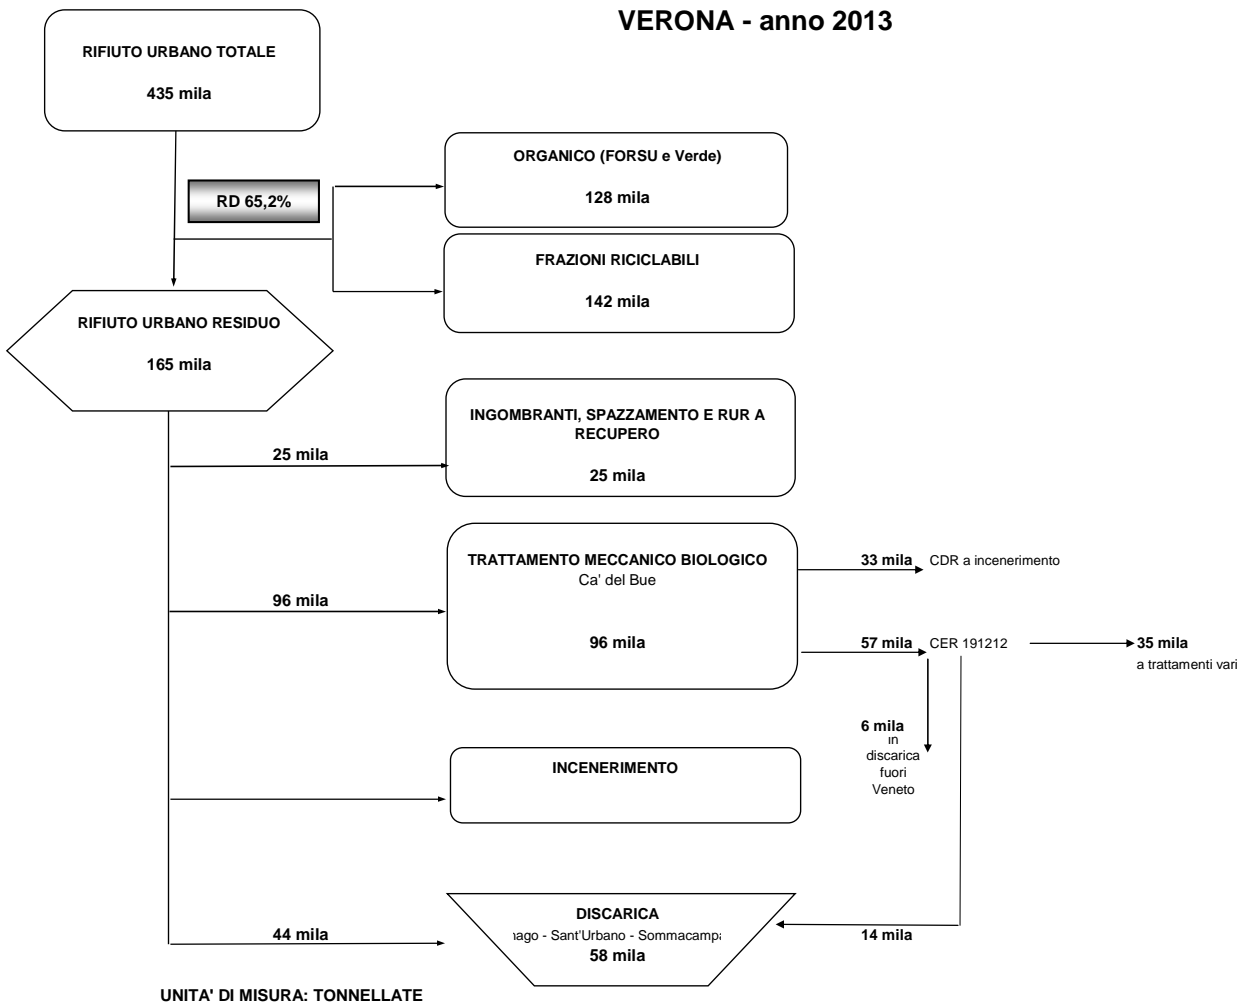 VERONA - anno 2013
RIFIUTO URBANO TOTALE
435 mila
RD 65,2%
ORGANICO (FORSU e Verde)
128 mila
FRAZIONI RICICLABILI
142 mila
RIFIUTO URBANO RESIDUO
165 mila
INGOMBRANTI, SPAZZAMENTO E RUR A
RECUPERO
25 mila
25 mila
TRATTAMENTO MECCANICO BIOLOGICO
Ca' del Bue
96 mila
96 mila
33 mila
CDR a incenerimento
57 mila
CER 191212
35 mila
a trattamenti vari
6 mila
in
discarica
fuori
Veneto
INCENERIMENTO
DISCARICA
- Sant'Urbano -
58 mila
44 mila
14 mila
UNITA' DI MISURA: TONNELLATE